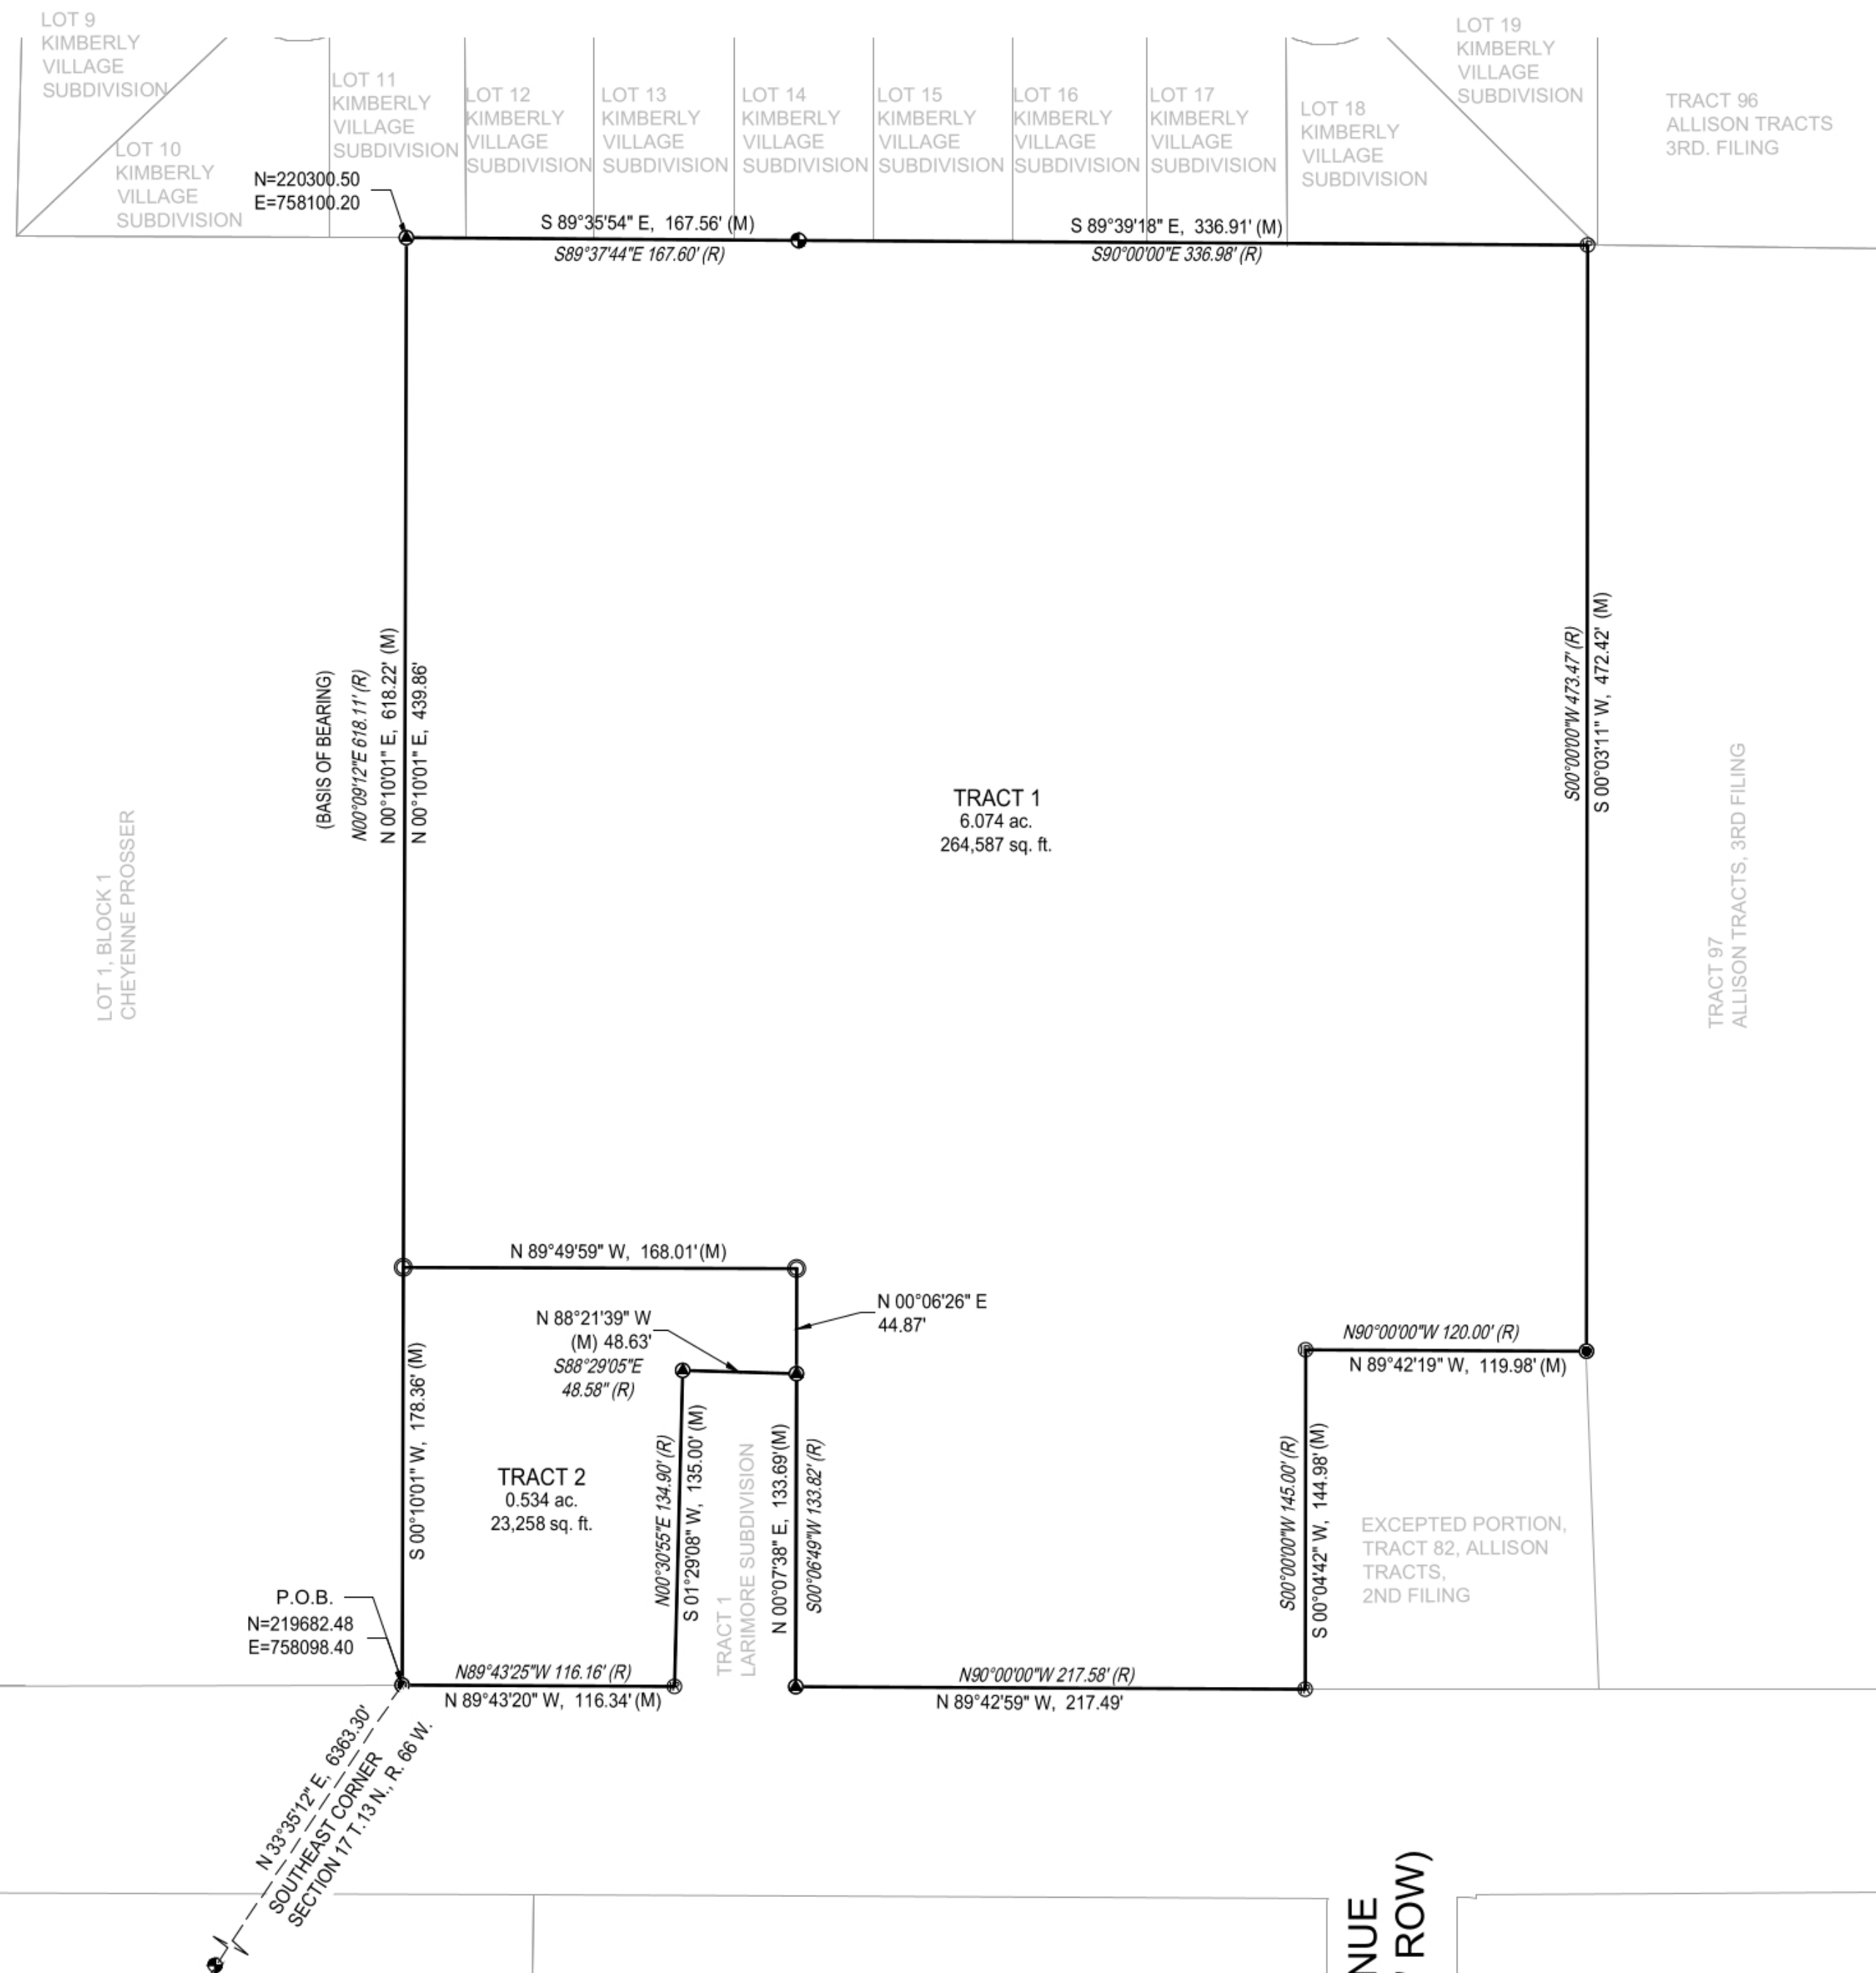 LOT 9
KIMBERLY
VILLAGE
SUBDIVISION
LOT 10
KIMBERLY
VILLAGE
SUBDIVISION
LOT 11
KIMBERLY
VILLAGE
SUBDIVISION
LOT 12
KIMBERLY
VILLAGE
SUBDIVISION
LOT 13
KIMBERLY
VILLAGE
SUBDIVISION
LOT 14
KIMBERLY
VILLAGE
SUBDIVISION
LOT 15
KIMBERLY
VILLAGE
SUBDIVISION
LOT 16
KIMBERLY
VILLAGE
SUBDIVISION
LOT 17
KIMBERLY
VILLAGE
SUBDIVISION
LOT 18
KIMBERLY
VILLAGE
SUBDIVISION
LOT 19
KIMBERLY
VILLAGE
SUBDIVISION
TRACT 96
ALLISON TRACTS
3RD. FILING
N=220300.50
E=758100.20
S 89°35'54" E, 167.56' (M)
S89°37'44"E 167.60' (R)
S 89°39'18" E, 336.91' (M)
S90°00'00"E 336.98' (R)
(BASIS OF BEARING)
N00°09'12"E 618.11' (R)
N 00°10'01" E, 618.22' (M)
N 00°10'01" E, 439.86'
S00°00'00"W 473.47' (R)
S 00°03'11" W, 472.42' (M)
TRACT 1
6.074 ac.
264,587 sq. ft.
LOT 1, BLOCK 1
CHEYENNE PROSSER
TRACT 97
ALLISON TRACTS, 3RD FILING
N 89°49'59" W, 168.01'(M)
N 00°06'26" E
44.87'
N 88°21'39" W
(M) 48.63'
S88°29'05"E
48.58" (R)
N90°00'00"W 120.00' (R)
N 89°42'19" W, 119.98' (M)
S 00°10'01" W, 178.36' (M)
TRACT 2
0.534 ac.
23,258 sq. ft.
N00°30'55"E 134.90' (R)
S 01°29'08" W, 135.00' (M)
TRACT 1
LARIMORE SUBDIVISION
N 00°07'38" E, 133.69'(M)
S00°06'49"W 133.82' (R)
S00°00'00"W 145.00' (R)
S 00°04'42" W, 144.98' (M)
EXCEPTED PORTION,
TRACT 82, ALLISON
TRACTS,
2ND FILING
P.O.B.
N=219682.48
E=758098.40
N89°43'25"W 116.16' (R)
N 89°43'20" W, 116.34' (M)
N90°00'00"W 217.58' (R)
N 89°42'59" W, 217.49'
N 33°35'12" E, 6363.30'
SOUTHEAST CORNER
SECTION 17 T.13 N., R. 66 W.
NUE
ROW)